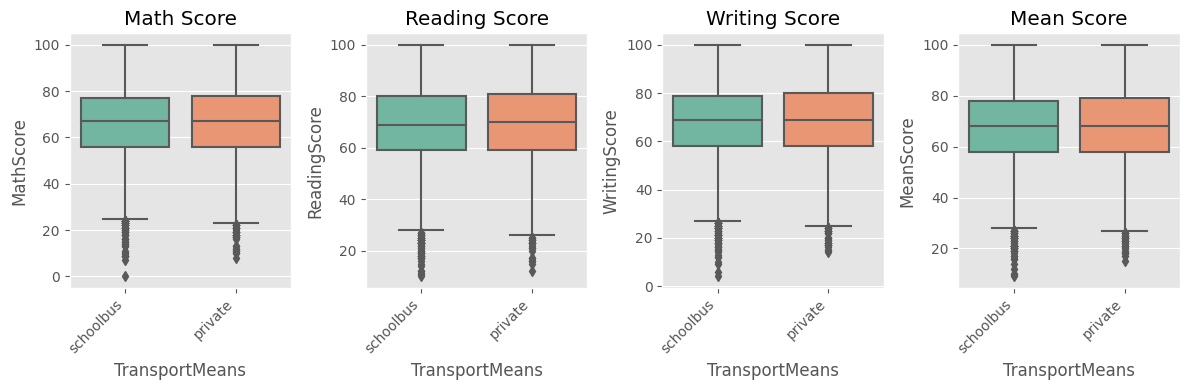 Math Score
100
80
60
40
20
0
MathScore
schoolbus
private
TransportMeans
Reading Score
100
80
60
40
20
ReadingScore
schoolbus
private
TransportMeans
Writing Score
100
80
60
40
20
0
WritingScore
schoolbus
private
TransportMeans
Mean Score
100
80
60
40
20
MeanScore
schoolbus
private
TransportMeans